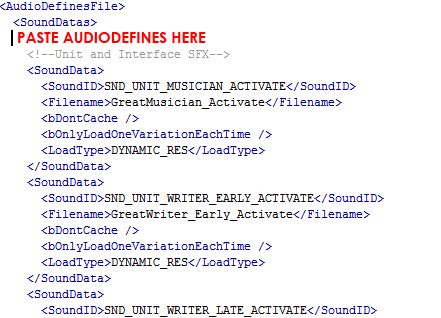 <AudioDefinesFile>
<SoundDatas>
PASTE AUDIODEFINES HERE
<!--Unit and Interface SFX-->
<SoundData>
<SoundID>SND_UNIT_MUSICIAN_ACTIVATE</SoundID>
<Filename>GreatMusician_Activate</Filename>
<bDontCache />
<bOnlyLoadOneVariationEachTime />
<LoadType>DYNAMIC_RES</LoadType>
</SoundData>
<SoundData>
<SoundID>SND_UNIT_WRITER_EARLY_ACTIVATE</SoundID>
<Filename>GreatWriter_Early_Activate</Filename>
<bDontCache />
<bOnlyLoadOneVariationEachTime />
<LoadType>DYNAMIC_RES</LoadType>
</SoundData>
<SoundData>
<SoundID>SND_UNIT_WRITER_LATE_ACTIVATE</SoundID>